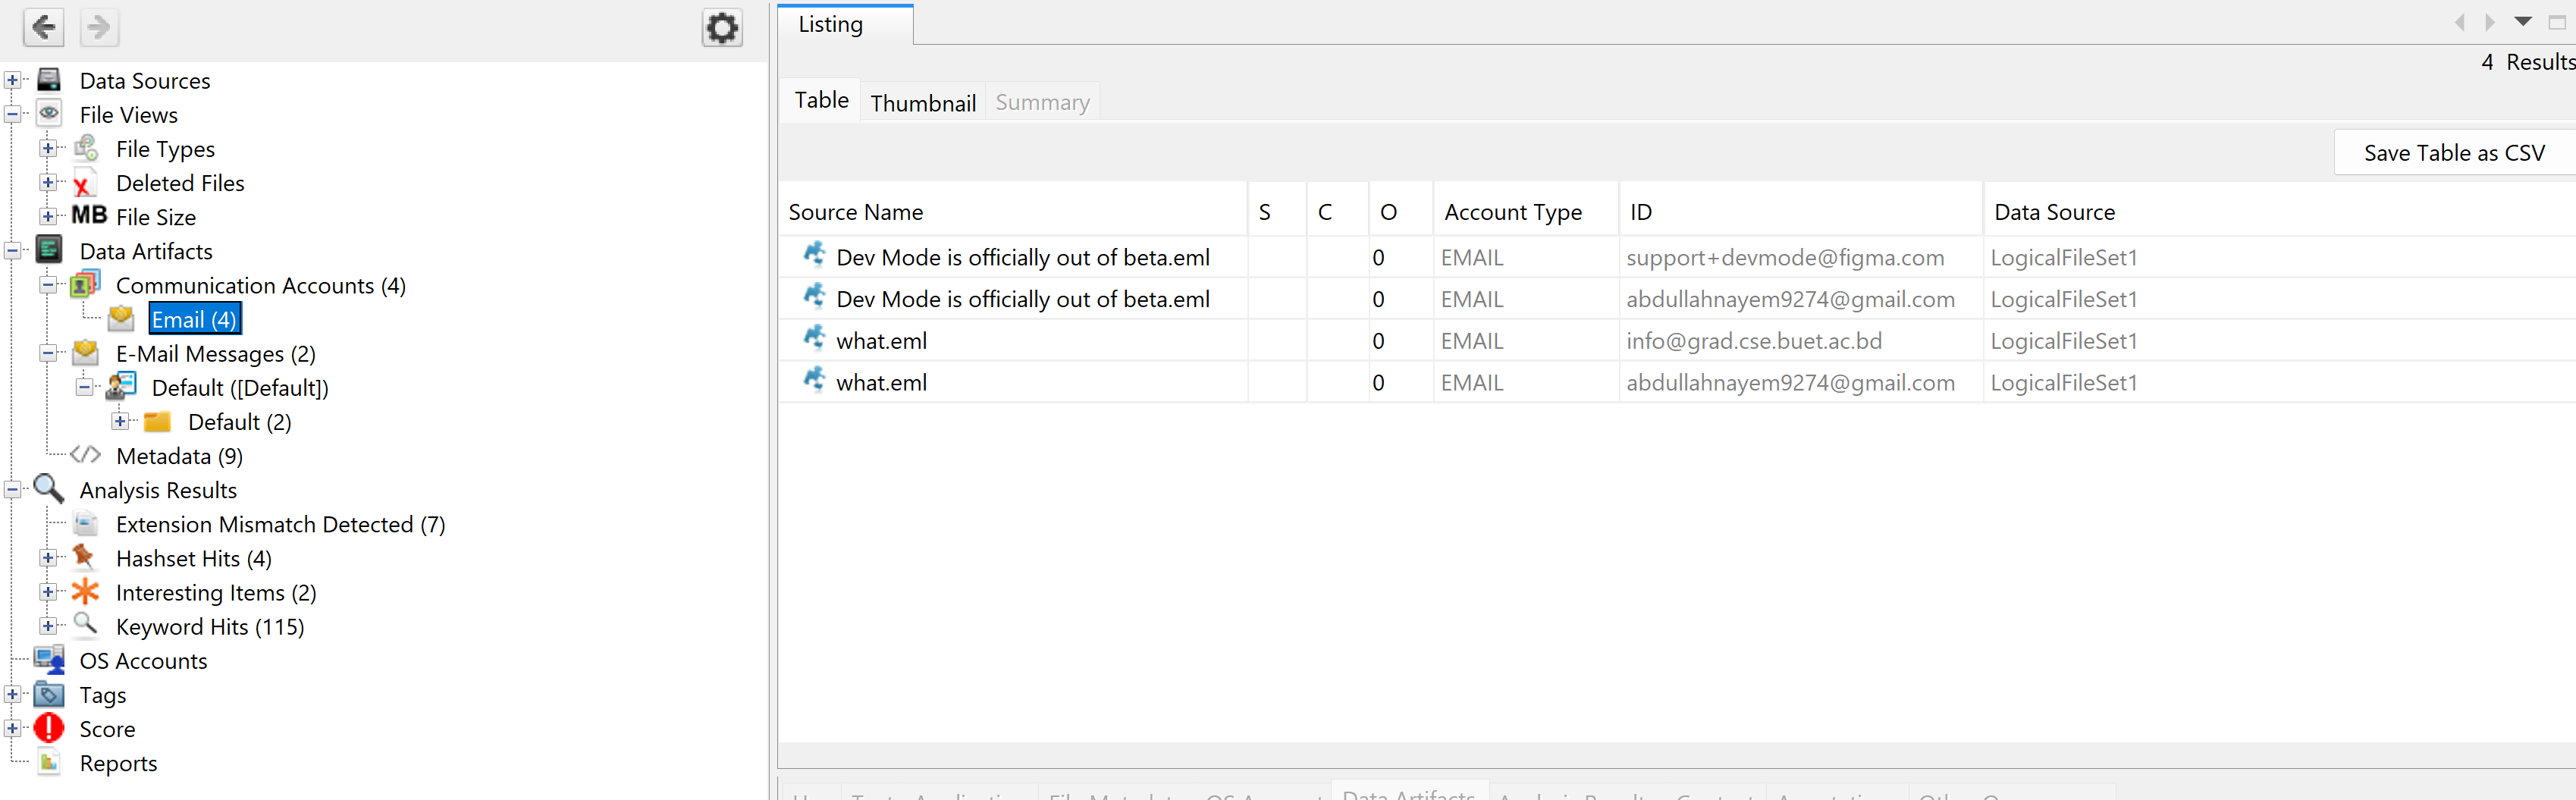 Listing
4 Results
Data Sources
File Views
File Types
Deleted Files
MB File Size
Data Artifacts
Communication Accounts (4)
Email (4)
E-Mail Messages (2)
Default ([Default])
Default (2)
Metadata (9)
Analysis Results
Extension Mismatch Detected (7)
Hashset Hits (4)
Interesting Items (2)
Keyword Hits (115)
OS Accounts
Tags
Score
Reports
Table Thumbnail Summary
Save Table as CSV
Source Name S C O Account Type ID Data Source
Dev Mode is officially out of beta.eml 0 EMAIL support+devmode@figma.com LogicalFileSet1
Dev Mode is officially out of beta.eml 0 EMAIL abdullahnayem9274@gmail.com LogicalFileSet1
what.eml 0 EMAIL info@grad.cse.buet.ac.bd LogicalFileSet1
what.eml 0 EMAIL abdullahnayem9274@gmail.com LogicalFileSet1
Data Artifacts